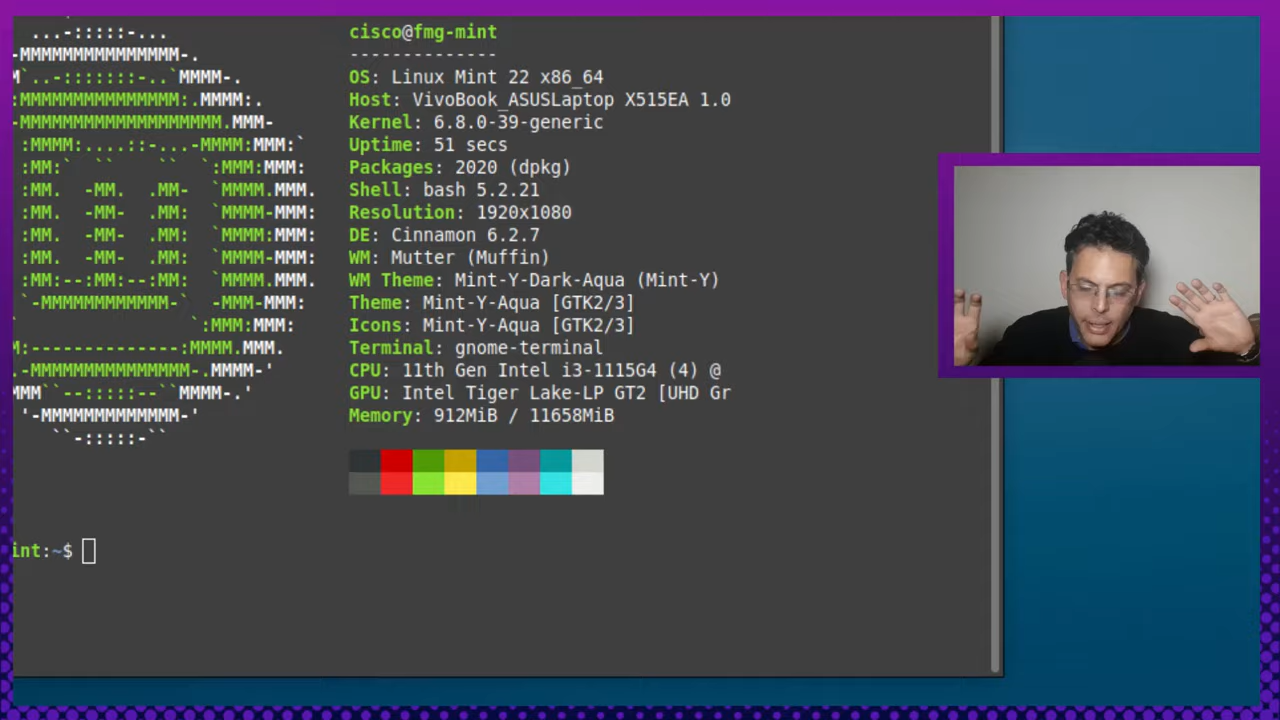 cisco@fmg-mint
--------------
OS: Linux Mint 22 x86_64
Host: VivoBook_ASUSLaptop X515EA 1.0
Kernel: 6.8.0-39-generic
Uptime: 51 secs
Packages: 2020 (dpkg)
Shell: bash 5.2.21
Resolution: 1920x1080
DE: Cinnamon 6.2.7
WM: Mutter (Muffin)
WM Theme: Mint-Y-Dark-Aqua (Mint-Y)
Theme: Mint-Y-Aqua [GTK2/3]
Icons: Mint-Y-Aqua [GTK2/3]
Terminal: gnome-terminal
CPU: 11th Gen Intel i3-1115G4 (4) @
GPU: Intel Tiger Lake-LP GT2 [UHD Gr
Memory: 912MiB / 11658MiB
int:~$